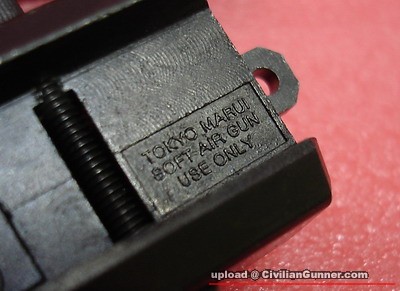 TOKYO MARUI
SOFT AIR GUN
USE ONLY
upload @ CivilianGunner.com